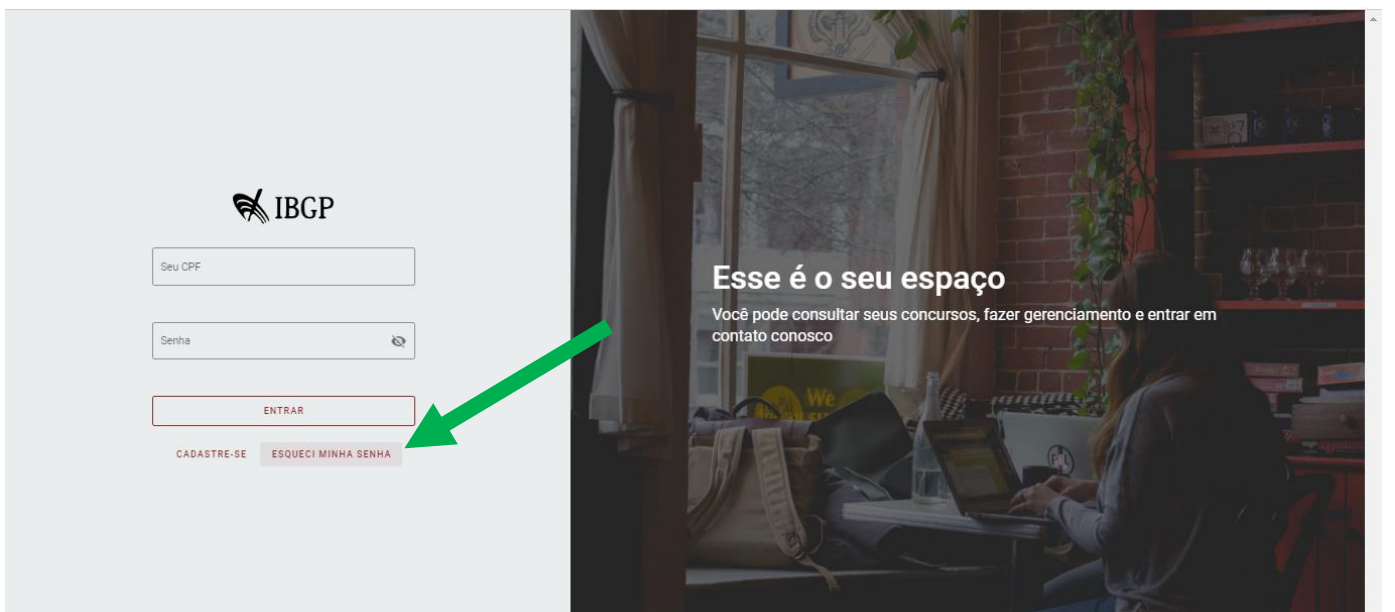 IBGP
Seu CPF
Senha
ENTRAR
CADASTRE-SE ESQUECI MINHA SENHA
Esse é o seu espaço
Você pode consultar seus concursos, fazer gerenciamento e entrar em
contato conosco
We